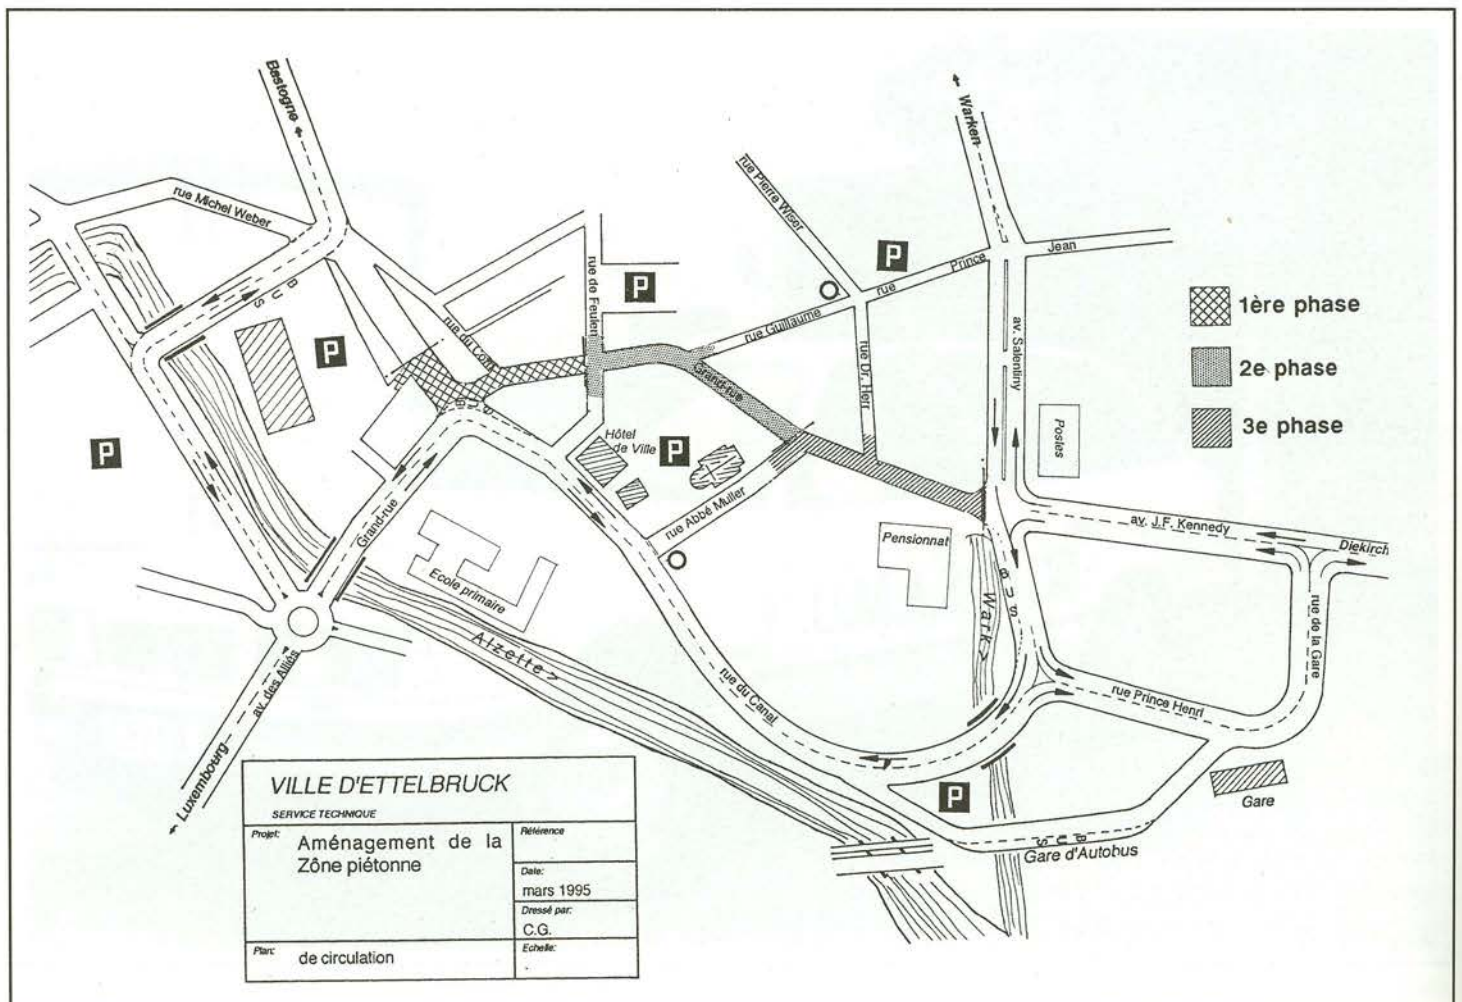 Bastogne
Warken
rue Michel Weber
rue Pierre Wiser
P
Jean
Prince
rue
BUS
P
rue de Feulen
1ère phase
rue Guillaume
av. Salentiny
P
2e phase
Grand-rue
rue Dr. Herr
3e phase
BUS
Hôtel
de Ville
P
Postes
P
rue Abbé Muller
Grand-rue
av. J.F. Kennedy
Pensionnat
Diekirch
Ecole primaire
BUS
Wark >
Alzette >
rue de la Gare
av. des Alliés
rue du Canal
rue Prince Henri
Luxembourg
P
Gare
BUS
Gare d'Autobus
VILLE D'ETTELBRUCK
SERVICE TECHNIQUE
Projet:
Aménagement de la
Zône piétonne
Référence
Date:
mars 1995
Dressé par:
C.G.
Plan:
de circulation
Echelle: